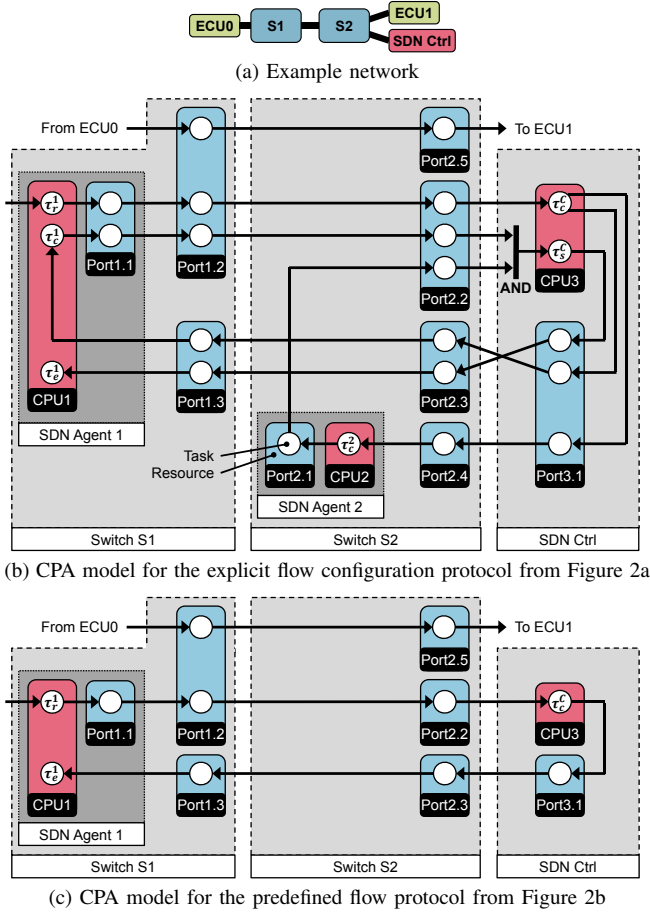 ECU0 S1 S2 ECU1
SDN Ctrl
(a) Example network
From ECU0
To ECU1
Port2.5
τ_r^1
τ_c^1
Port1.1
Port1.2
Port2.2
AND
τ_c^C
τ_s^C
CPU3
τ_e^1
CPU1
SDN Agent 1
Port1.3
Port2.3
Task
Resource
Port2.1
τ_c^2
CPU2
SDN Agent 2
Port2.4
Port3.1
Switch S1
Switch S2
SDN Ctrl
(b) CPA model for the explicit flow configuration protocol from Figure 2a
From ECU0
To ECU1
Port2.5
τ_r^1
Port1.1
Port1.2
Port2.2
τ_c^C
CPU3
τ_e^1
CPU1
Port1.3
Port2.3
Port3.1
SDN Agent 1
Switch S1
Switch S2
SDN Ctrl
(c) CPA model for the predefined flow protocol from Figure 2b